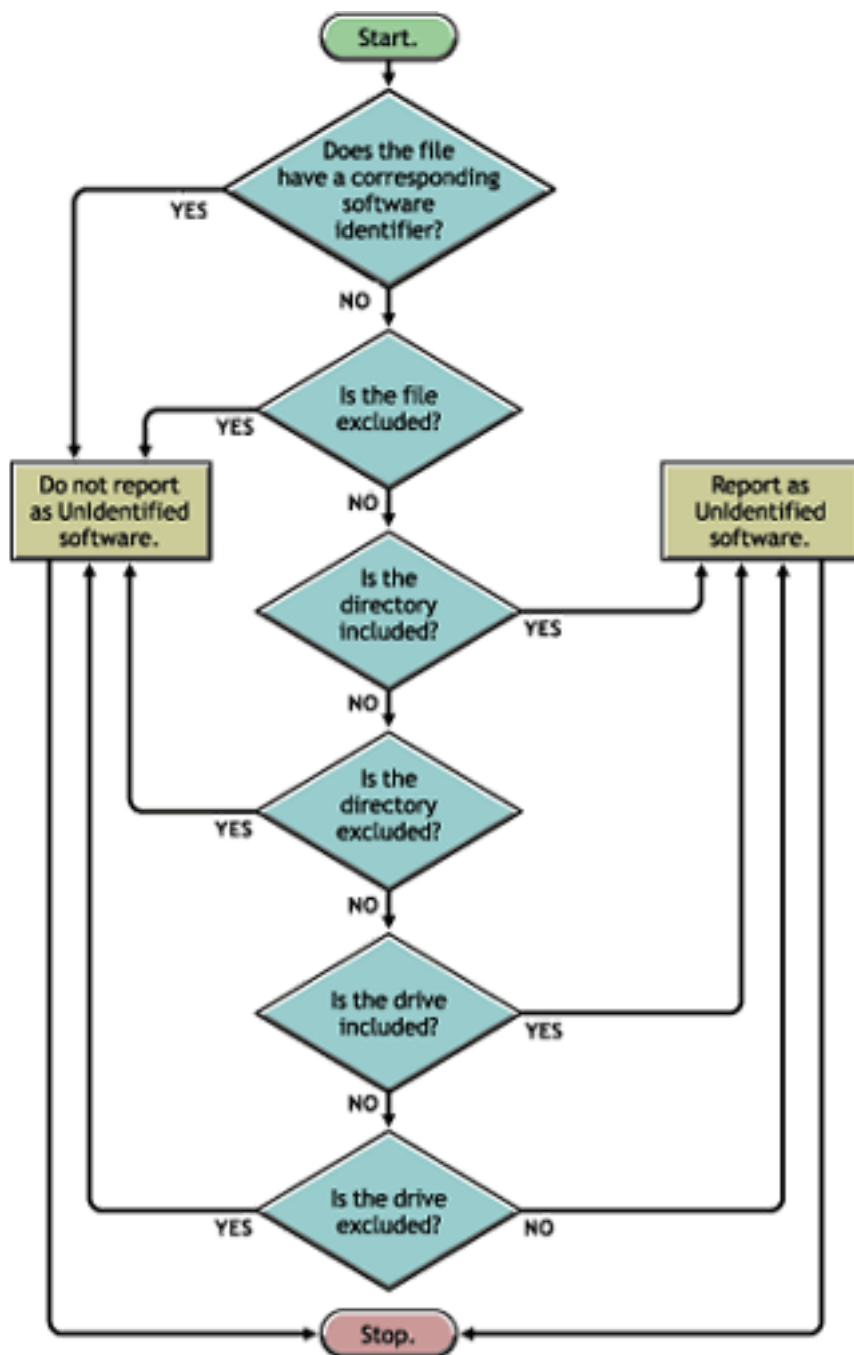 Start.
Does the file
have a corresponding
software
identifier?
YES
NO
Is the file
excluded?
YES
NO
Do not report
as UnIdentified
software.
Report as
UnIdentified
software.
Is the
directory
included?
YES
NO
Is the
directory
excluded?
YES
NO
Is the drive
included?
YES
NO
Is the drive
excluded?
YES
NO
Stop.